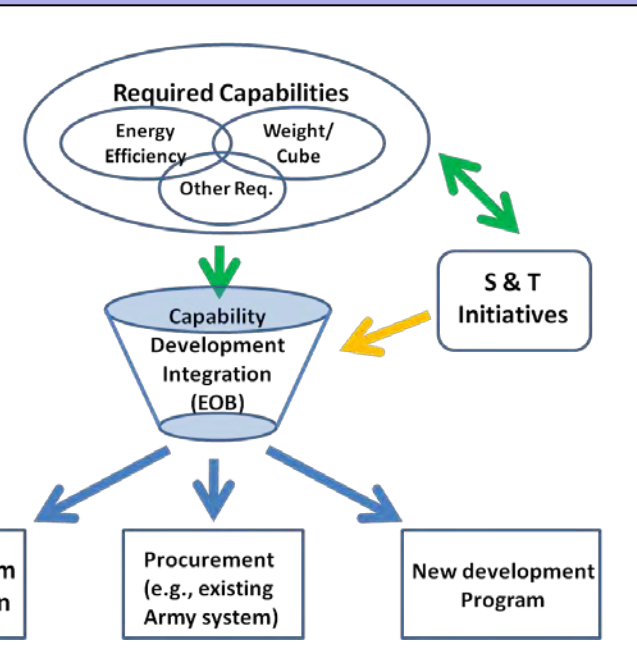 Required Capabilities
Energy
Efficiency
Weight/
Cube
Other Req.
S & T
Initiatives
Capability
Development
Integration
(EOB)
Procurement
(e.g., existing
Army system)
New development
Program